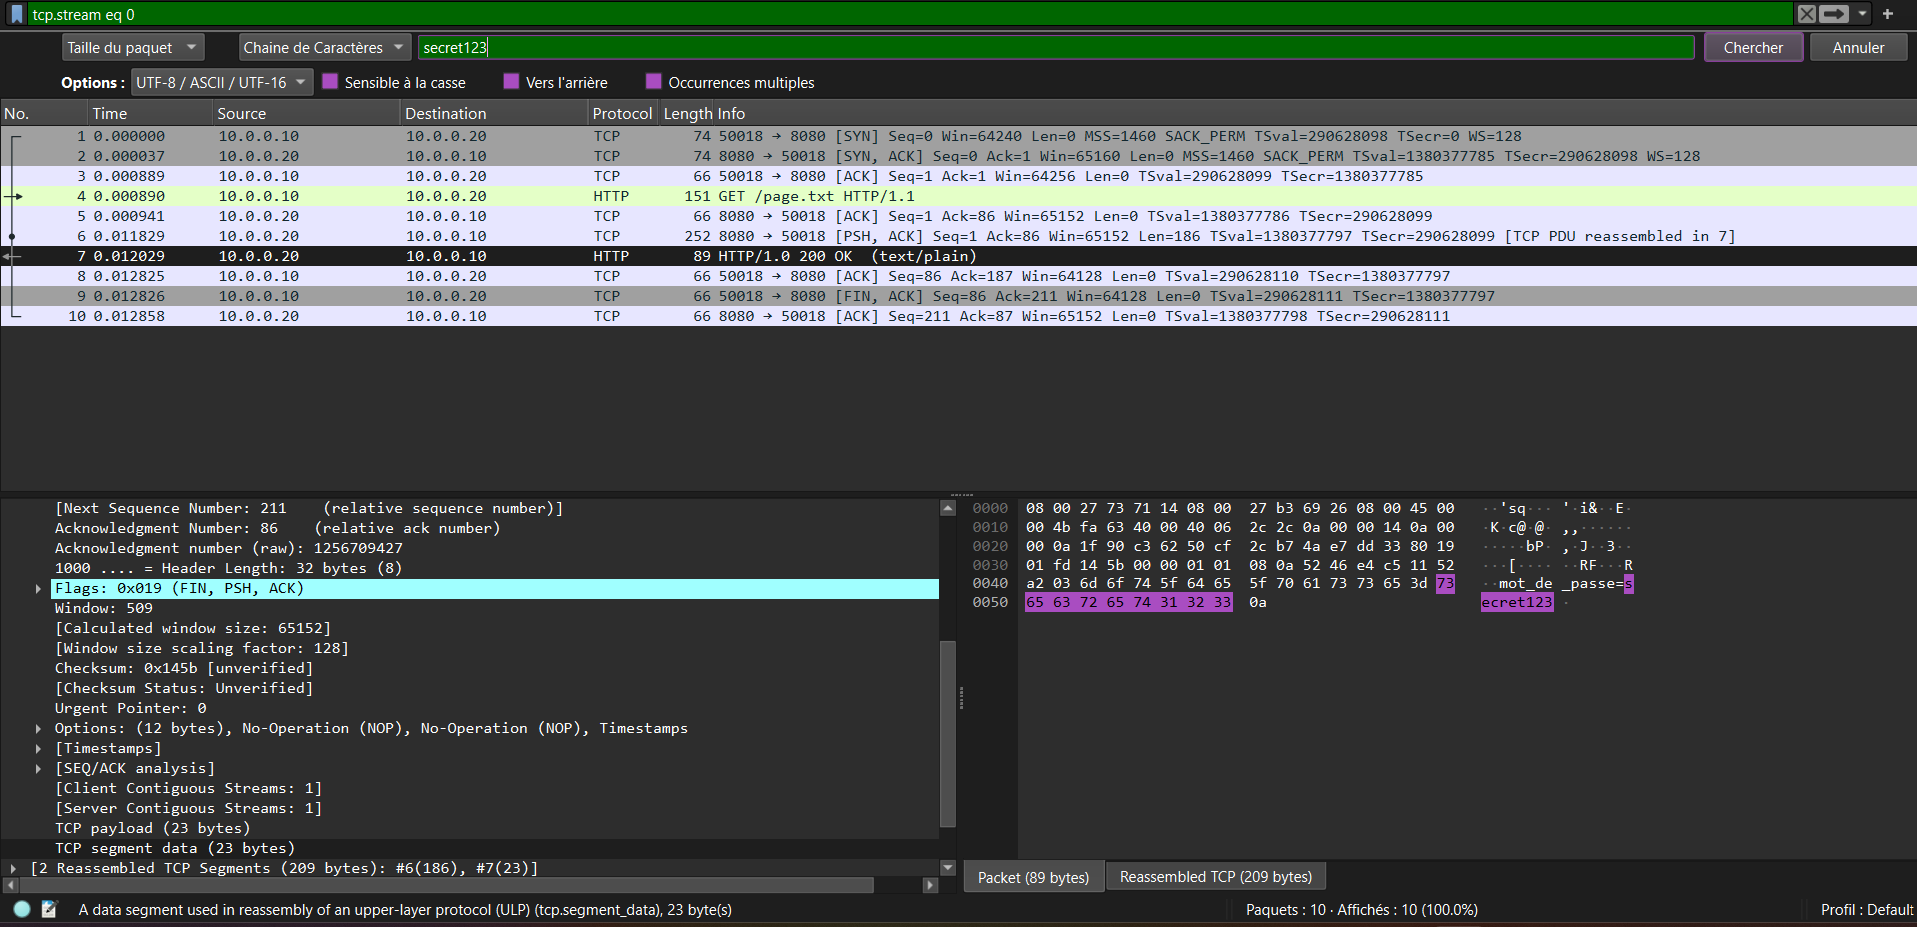 tcp.stream eq 0
Taille du paquet Chaine de Caractères secret123 Chercher Annuler
Options : UTF-8 / ASCII / UTF-16 Sensible à la casse Vers l'arrière Occurrences multiples
No. Time Source Destination Protocol Length Info
1 0.000000 10.0.0.10 10.0.0.20 TCP 74 50018 → 8080 [SYN] Seq=0 Win=64240 Len=0 MSS=1460 SACK_PERM TSval=290628098 TSecr=0 WS=128
2 0.000037 10.0.0.20 10.0.0.10 TCP 74 8080 → 50018 [SYN, ACK] Seq=0 Ack=1 Win=65160 Len=0 MSS=1460 SACK_PERM TSval=1380377785 TSecr=290628098 WS=128
3 0.000889 10.0.0.10 10.0.0.20 TCP 66 50018 → 8080 [ACK] Seq=1 Ack=1 Win=64256 Len=0 TSval=290628099 TSecr=1380377785
4 0.000890 10.0.0.10 10.0.0.20 HTTP 151 GET /page.txt HTTP/1.1
5 0.000941 10.0.0.20 10.0.0.10 TCP 66 8080 → 50018 [ACK] Seq=1 Ack=86 Win=65152 Len=0 TSval=1380377786 TSecr=290628099
6 0.011829 10.0.0.20 10.0.0.10 TCP 252 8080 → 50018 [PSH, ACK] Seq=1 Ack=86 Win=65152 Len=186 TSval=1380377797 TSecr=290628099 [TCP PDU reassembled in 7]
7 0.012029 10.0.0.20 10.0.0.10 HTTP 89 HTTP/1.0 200 OK (text/plain)
8 0.012825 10.0.0.10 10.0.0.20 TCP 66 50018 → 8080 [ACK] Seq=86 Ack=187 Win=64128 Len=0 TSval=290628110 TSecr=1380377797
9 0.012826 10.0.0.10 10.0.0.20 TCP 66 50018 → 8080 [FIN, ACK] Seq=86 Ack=211 Win=64128 Len=0 TSval=290628111 TSecr=1380377797
10 0.012858 10.0.0.20 10.0.0.10 TCP 66 8080 → 50018 [ACK] Seq=211 Ack=87 Win=65152 Len=0 TSval=1380377798 TSecr=290628111
[Next Sequence Number: 211 (relative sequence number)]
Acknowledgment Number: 86 (relative ack number)
Acknowledgment number (raw): 1256709427
1000 .... = Header Length: 32 bytes (8)
Flags: 0x019 (FIN, PSH, ACK)
Window: 509
[Calculated window size: 65152]
[Window size scaling factor: 128]
Checksum: 0x145b [unverified]
[Checksum Status: Unverified]
Urgent Pointer: 0
Options: (12 bytes), No-Operation (NOP), No-Operation (NOP), Timestamps
[Timestamps]
[SEQ/ACK analysis]
[Client Contiguous Streams: 1]
[Server Contiguous Streams: 1]
TCP payload (23 bytes)
TCP segment data (23 bytes)
[2 Reassembled TCP Segments (209 bytes): #6(186), #7(23)]
0000 08 00 27 73 71 14 08 00 27 b3 69 26 08 00 45 00 ··'sq··· '·i&··E·
0010 00 4b fa 63 40 00 40 06 2c 2c 0a 00 00 14 0a 00 ·K·c@·@· ,,······
0020 00 0a 1f 90 c3 62 50 cf 2c b7 4a e7 dd 33 80 19 ·····bP· ,·J··3··
0030 01 fd 14 5b 00 00 01 01 08 0a 52 46 e4 c5 11 52 ···[···· ··RF···R
0040 a2 03 6d 6f 74 5f 64 65 5f 70 61 73 73 65 3d 73 ··mot_de _passe=s
0050 65 63 72 65 74 31 32 33 0a ecret123 ·
Packet (89 bytes) Reassembled TCP (209 bytes)
A data segment used in reassembly of an upper-layer protocol (ULP) (tcp.segment_data), 23 byte(s) Paquets : 10 · Affichés : 10 (100.0%) Profil : Default